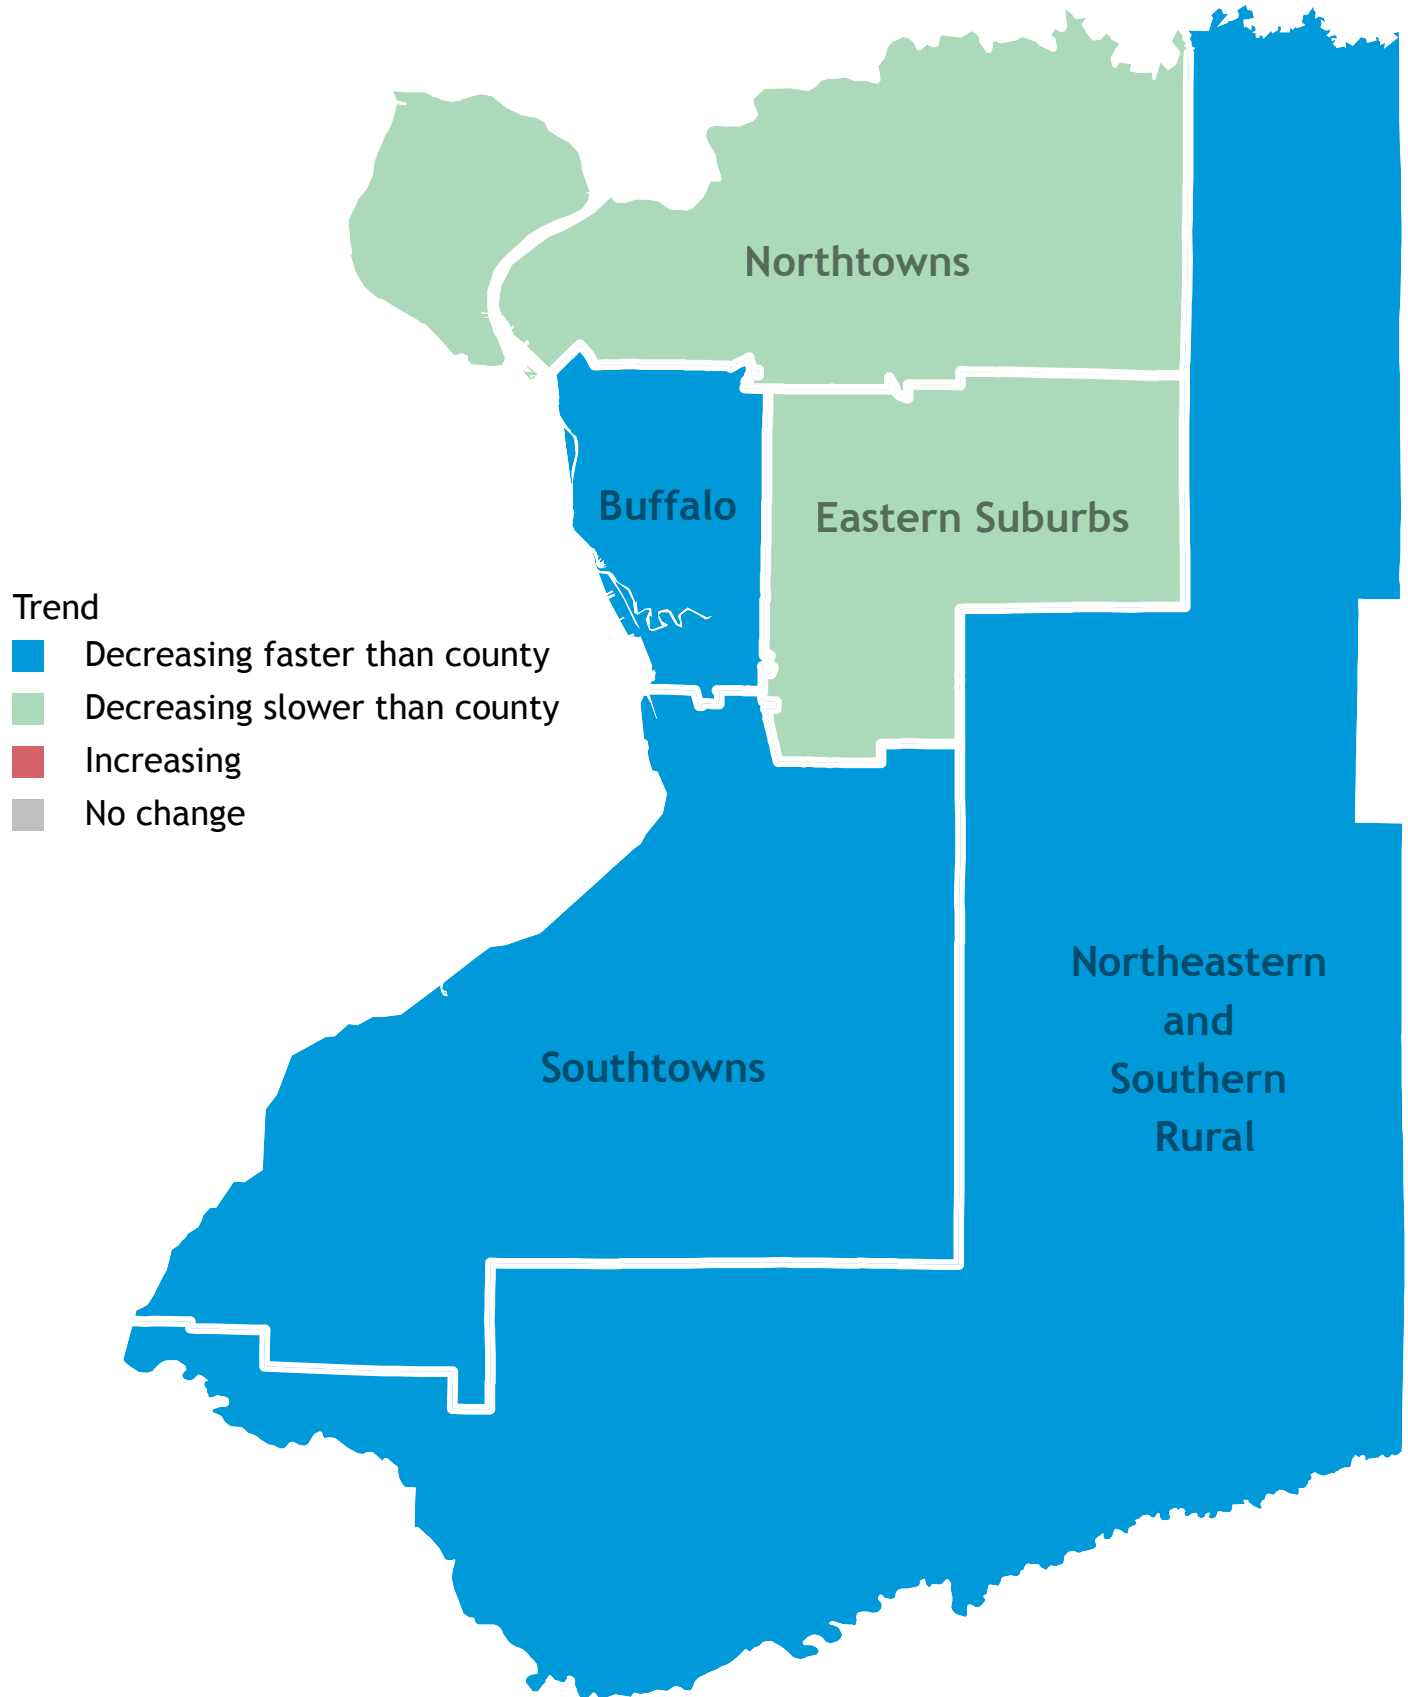 Northtowns
Buffalo
Eastern Suburbs
Trend
Decreasing faster than county
Decreasing slower than county
Increasing
No change
Northeastern
and
Southern
Rural
Southtowns